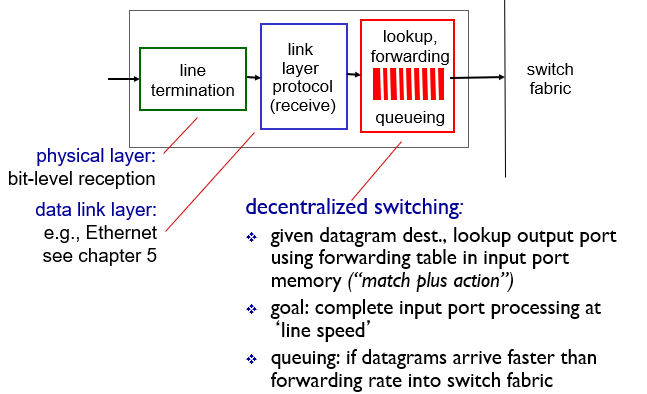 line
termination
link
layer
protocol
(receive)
lookup,
forwarding
queueing
switch
fabric
physical layer:
bit-level reception
data link layer:
e.g., Ethernet
see chapter 5
decentralized switching:
given datagram dest., lookup output port
using forwarding table in input port
memory (“match plus action”)
goal: complete input port processing at
‘line speed’
queuing: if datagrams arrive faster than
forwarding rate into switch fabric